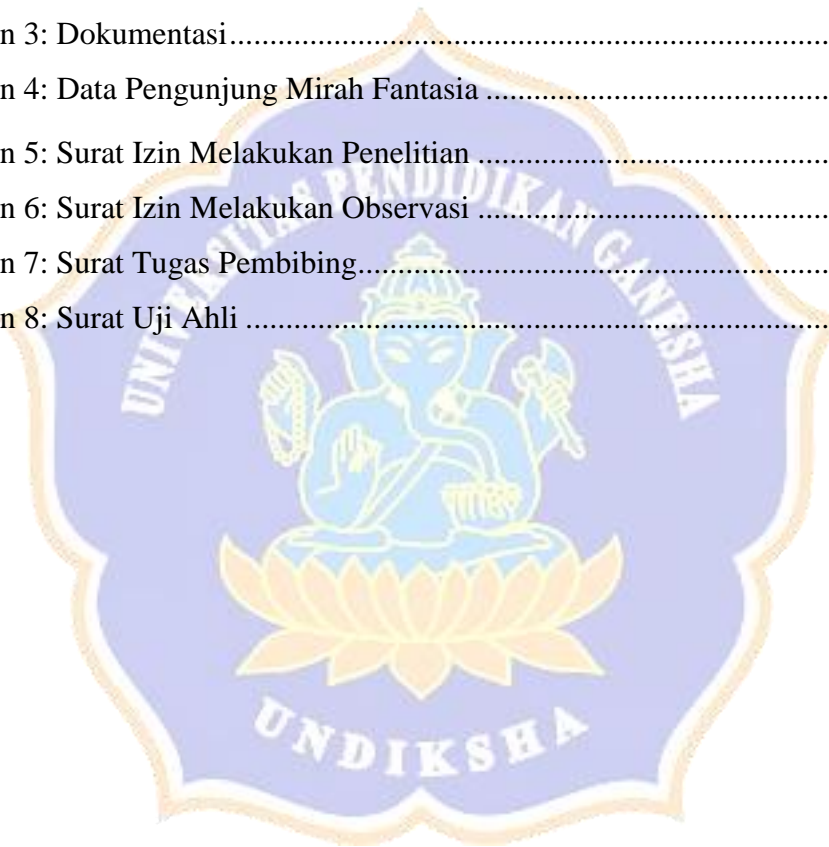 n 3: Dokumentasi..........................................................................
n 4: Data Pengunjung Mirah Fantasia ..........................................
n 5: Surat Izin Melakukan Penelitian ...........................................
n 6: Surat Izin Melakukan Observasi ...........................................
n 7: Surat Tugas Pembibing..........................................................
n 8: Surat Uji Ahli ........................................................................
UNIVERSITAS PENDIDIKAN GANESHA
UNDIKSHA